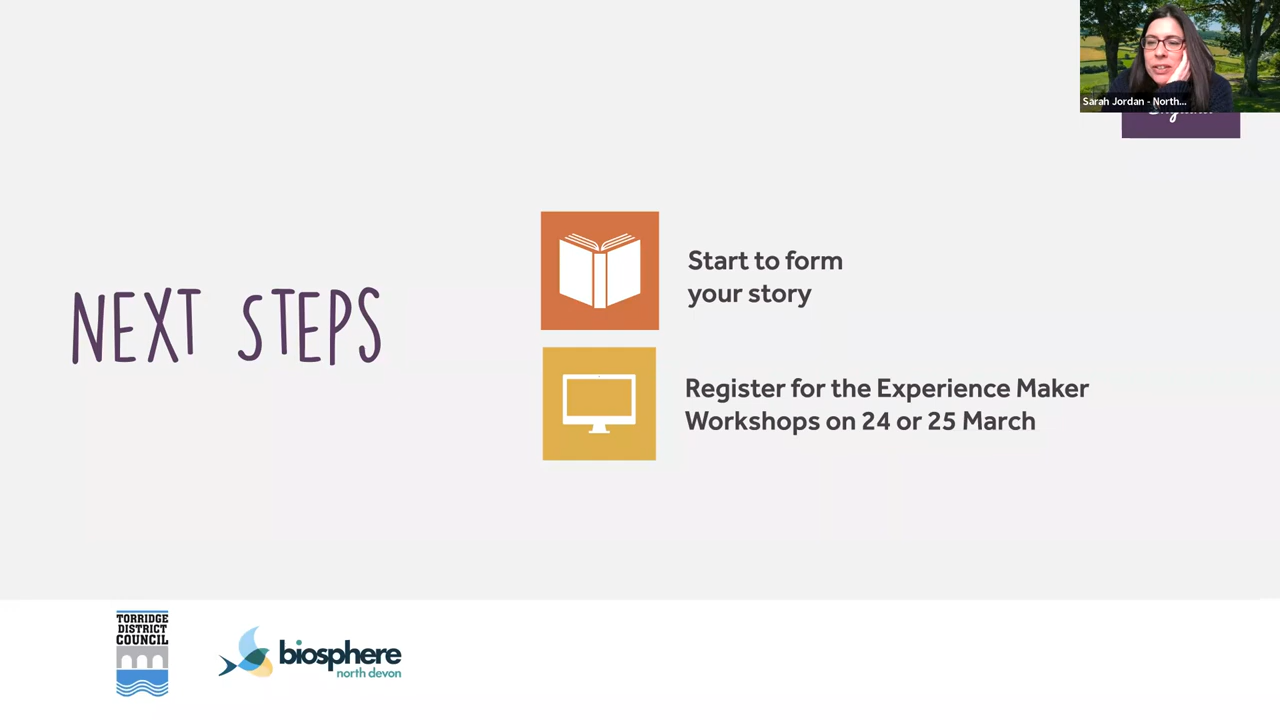 Sarah Jordan - North...
NEXT STEPS
Start to form
your story
Register for the Experience Maker
Workshops on 24 or 25 March
TORRIDGE
DISTRICT
COUNCIL
biosphere
north devon